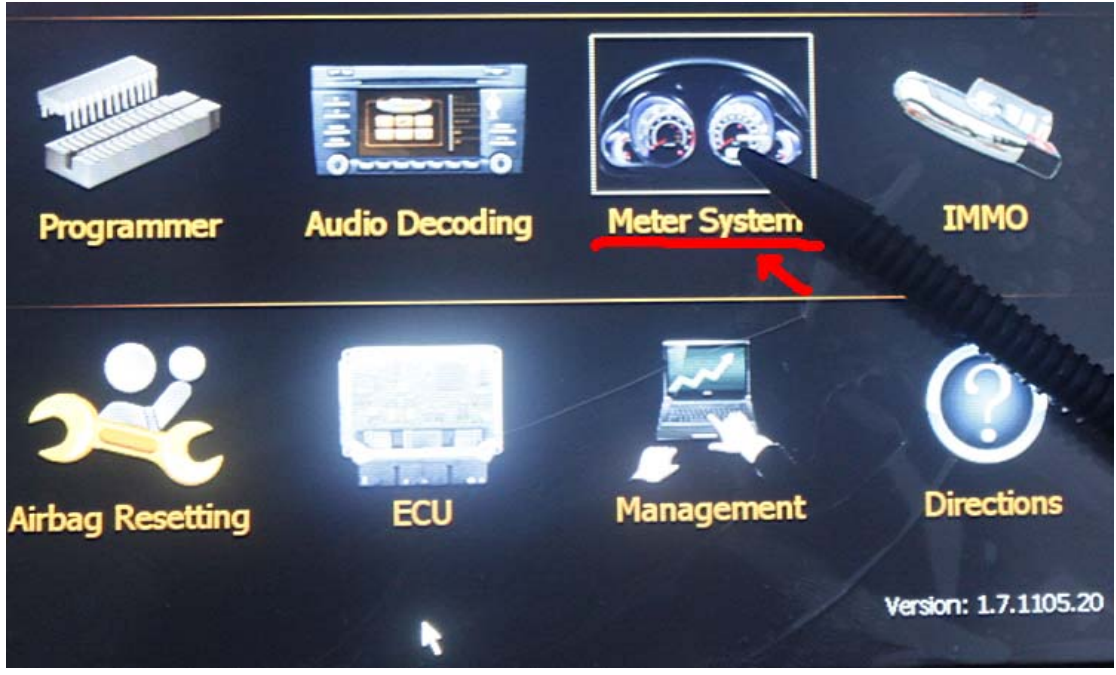 Programmer
Audio Decoding
Meter System
IMMO
Airbag Resetting
ECU
Management
Directions
Version: 1.7.1105.20